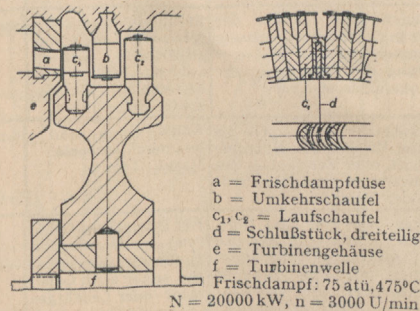 a
c₁
b
c₂
e
f
c₁
d
a = Frischdampfdüse
b = Umkehrschaufel
c₁, c₂ = Laufschaufel
d = Schlußstück, dreiteilig
e = Turbinengehäuse
f = Turbinenwelle
Frischdampf: 75 atü, 475°C
N = 20000 kW, n = 3000 U/min